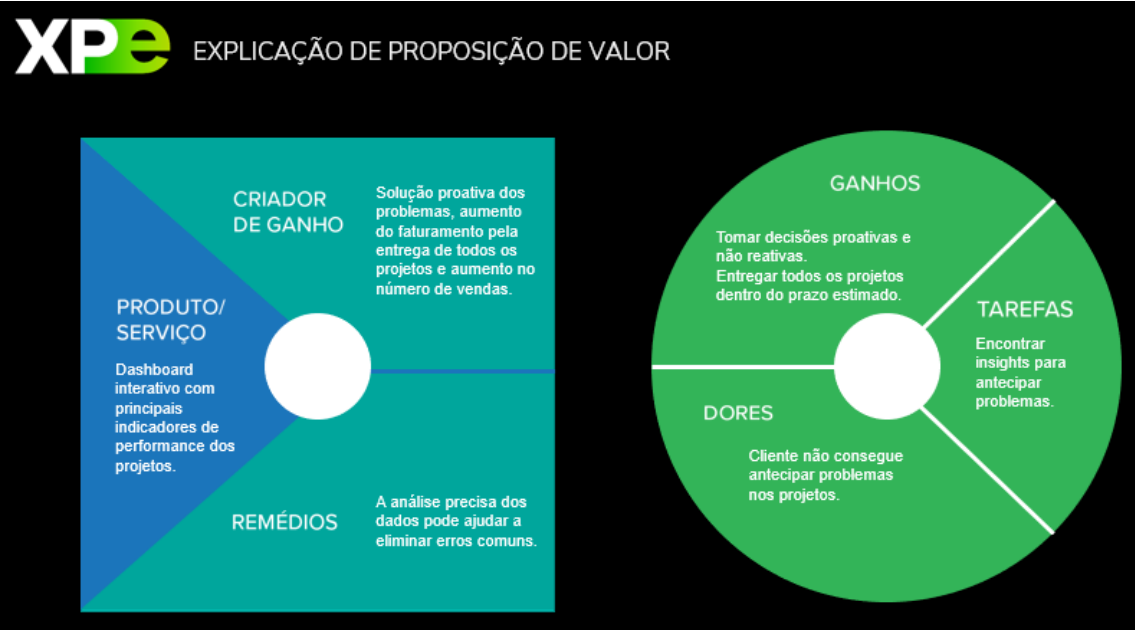 XPe
EXPLICAÇÃO DE PROPOSIÇÃO DE VALOR
CRIADOR
DE GANHO
Solução proativa dos
problemas, aumento
do faturamento pela
entrega de todos os
projetos e aumento no
número de vendas.
PRODUTO/
SERVIÇO
Dashboard
interativo com
principais
indicadores de
performance dos
projetos.
REMÉDIOS
A análise precisa dos
dados pode ajudar a
eliminar erros comuns.
GANHOS
Tomar decisões proativas e
não reativas.
Entregar todos os projetos
dentro do prazo estimado.
TAREFAS
Encontrar
insights para
antecipar
problemas.
DORES
Cliente não consegue
antecipar problemas
nos projetos.